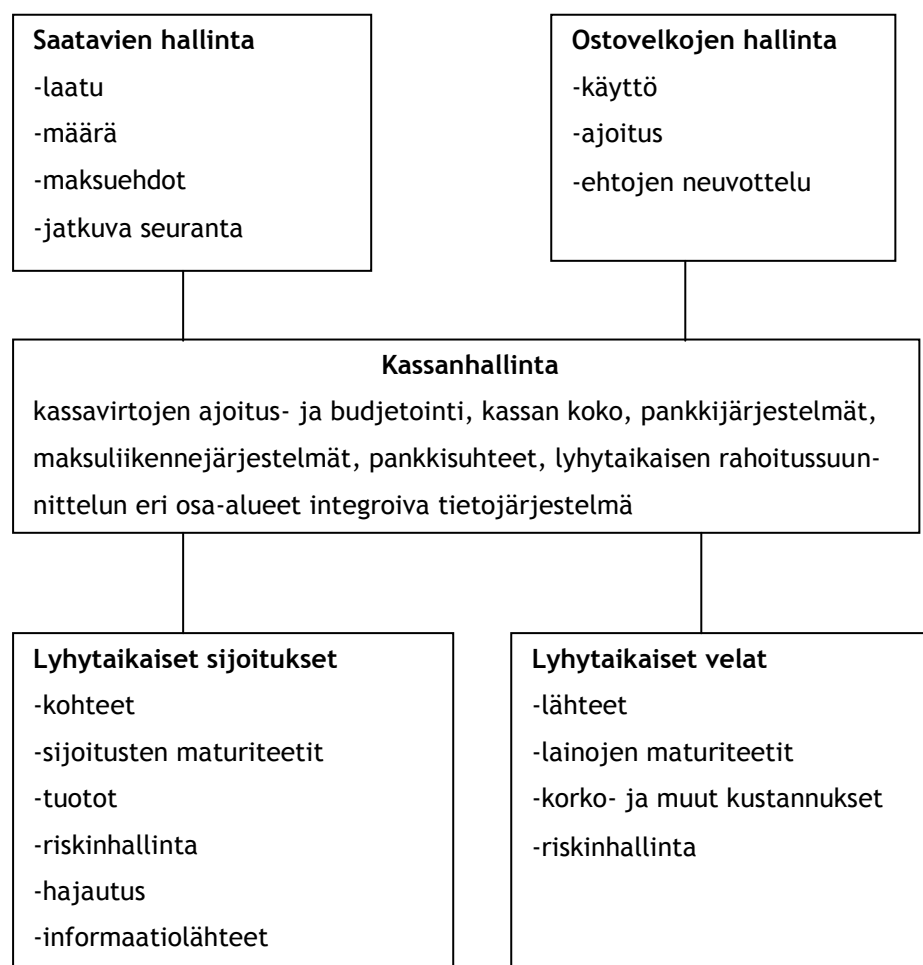 Saatavien hallinta
-laatu
-määrä
-maksuehdot
-jatkuva seuranta
Ostovelkojen hallinta
-käyttö
-ajoitus
-ehtojen neuvottelu
Kassanhallinta
kassavirtojen ajoitus- ja budjetointi, kassan koko, pankkijärjestelmät,
maksuliikennejärjestelmät, pankkisuhteet, lyhytaikaisen rahoitussuun-
nittelun eri osa-alueet integroiva tietojärjestelmä
Lyhytaikaiset sijoitukset
-kohteet
-sijoitusten maturiteetit
-tuotot
-riskinhallinta
-hajautus
-informaatiolähteet
Lyhytaikaiset velat
-lähteet
-lainojen maturiteetit
-korko- ja muut kustannukset
-riskinhallinta